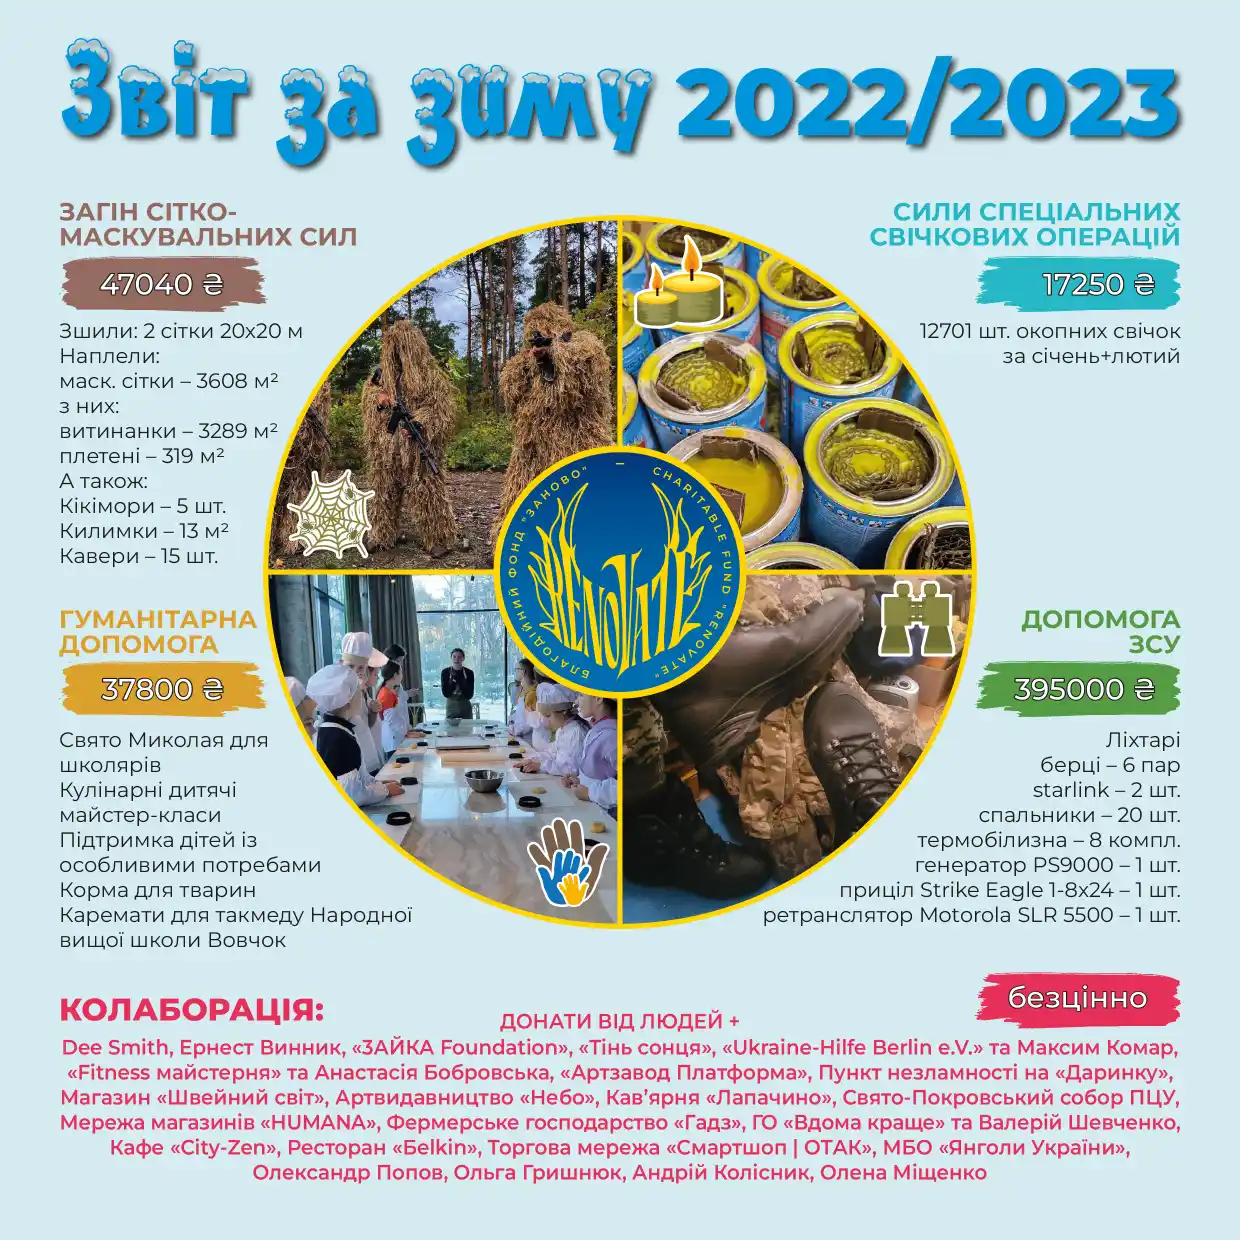 Звіт за зиму 2022/2023
ЗАГІН СІТКО-
МАСКУВАЛЬНИХ СИЛ
47040 ₴
Зшили: 2 сітки 20х20 м
Наплели:
маск. сітки – 3608 м²
з них:
витинанки – 3289 м²
плетені – 319 м²
А також:
Кікімори – 5 шт.
Килимки – 13 м²
Кавери – 15 шт.
СИЛИ СПЕЦІАЛЬНИХ
СВІЧКОВИХ ОПЕРАЦІЙ
17250 ₴
12701 шт. окопних свічок
за січень+лютий
БЛАГОДІЙНИЙ ФОНД "ЗАНОВО" – CHARITABLE FUND "RENOVATE"
RENOVATE
ГУМАНІТАРНА
ДОПОМОГА
37800 ₴
Свято Миколая для
школярів
Кулінарні дитячі
майстер-класи
Підтримка дітей із
особливими потребами
Корма для тварин
Каремати для такмеду Народної
вищої школи Вовчок
ДОПОМОГА
ЗСУ
395000 ₴
Ліхтарі
берці – 6 пар
starlink – 2 шт.
спальники – 20 шт.
термобілизна – 8 компл.
генератор PS9000 – 1 шт.
приціл Strike Eagle 1-8x24 – 1 шт.
ретранслятор Motorola SLR 5500 – 1 шт.
КОЛАБОРАЦІЯ:
безцінно
ДОНАТИ ВІД ЛЮДЕЙ +
Dee Smith, Ернест Винник, «ЗАЙКА Foundation», «Тінь сонця», «Ukraine-Hilfe Berlin e.V.» та Максим Комар,
«Fitness майстерня» та Анастасія Бобровська, «Артзавод Платформа», Пункт незламності на «Даринку»,
Магазин «Швейний світ», Артвидавництво «Небо», Кав’ярня «Лапачино», Свято-Покровський собор ПЦУ,
Мережа магазинів «HUMANA», Фермерське господарство «Гадз», ГО «Вдома краще» та Валерій Шевченко,
Кафе «City-Zen», Ресторан «Бelkin», Торгова мережа «Смартшоп | ОТАК», МБО «Янголи України»,
Олександр Попов, Ольга Гришнюк, Андрій Колісник, Олена Міщенко